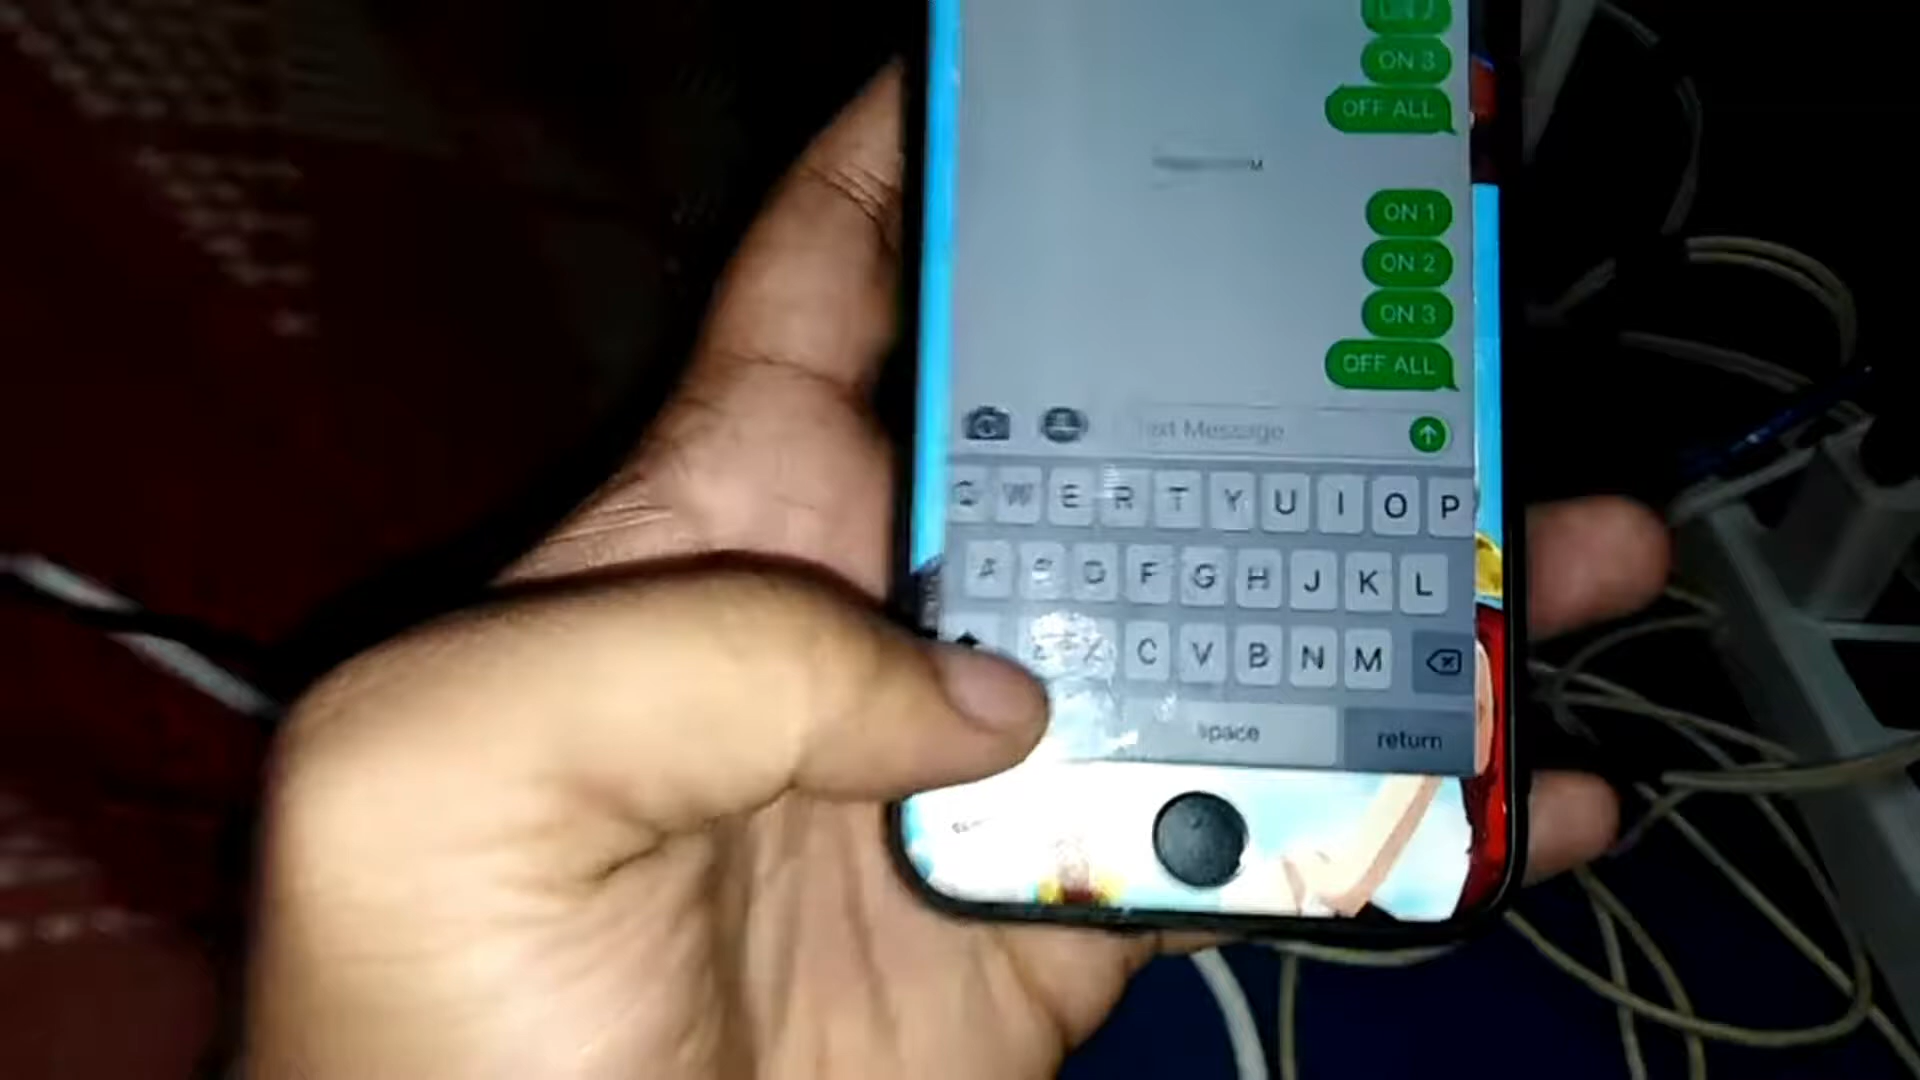 ON 3
OFF ALL
ON 1
ON 2
ON 3
OFF ALL
Text Message
Q W E R T Y U I O P
A S D F G H J K L
Z X C V B N M
space
return